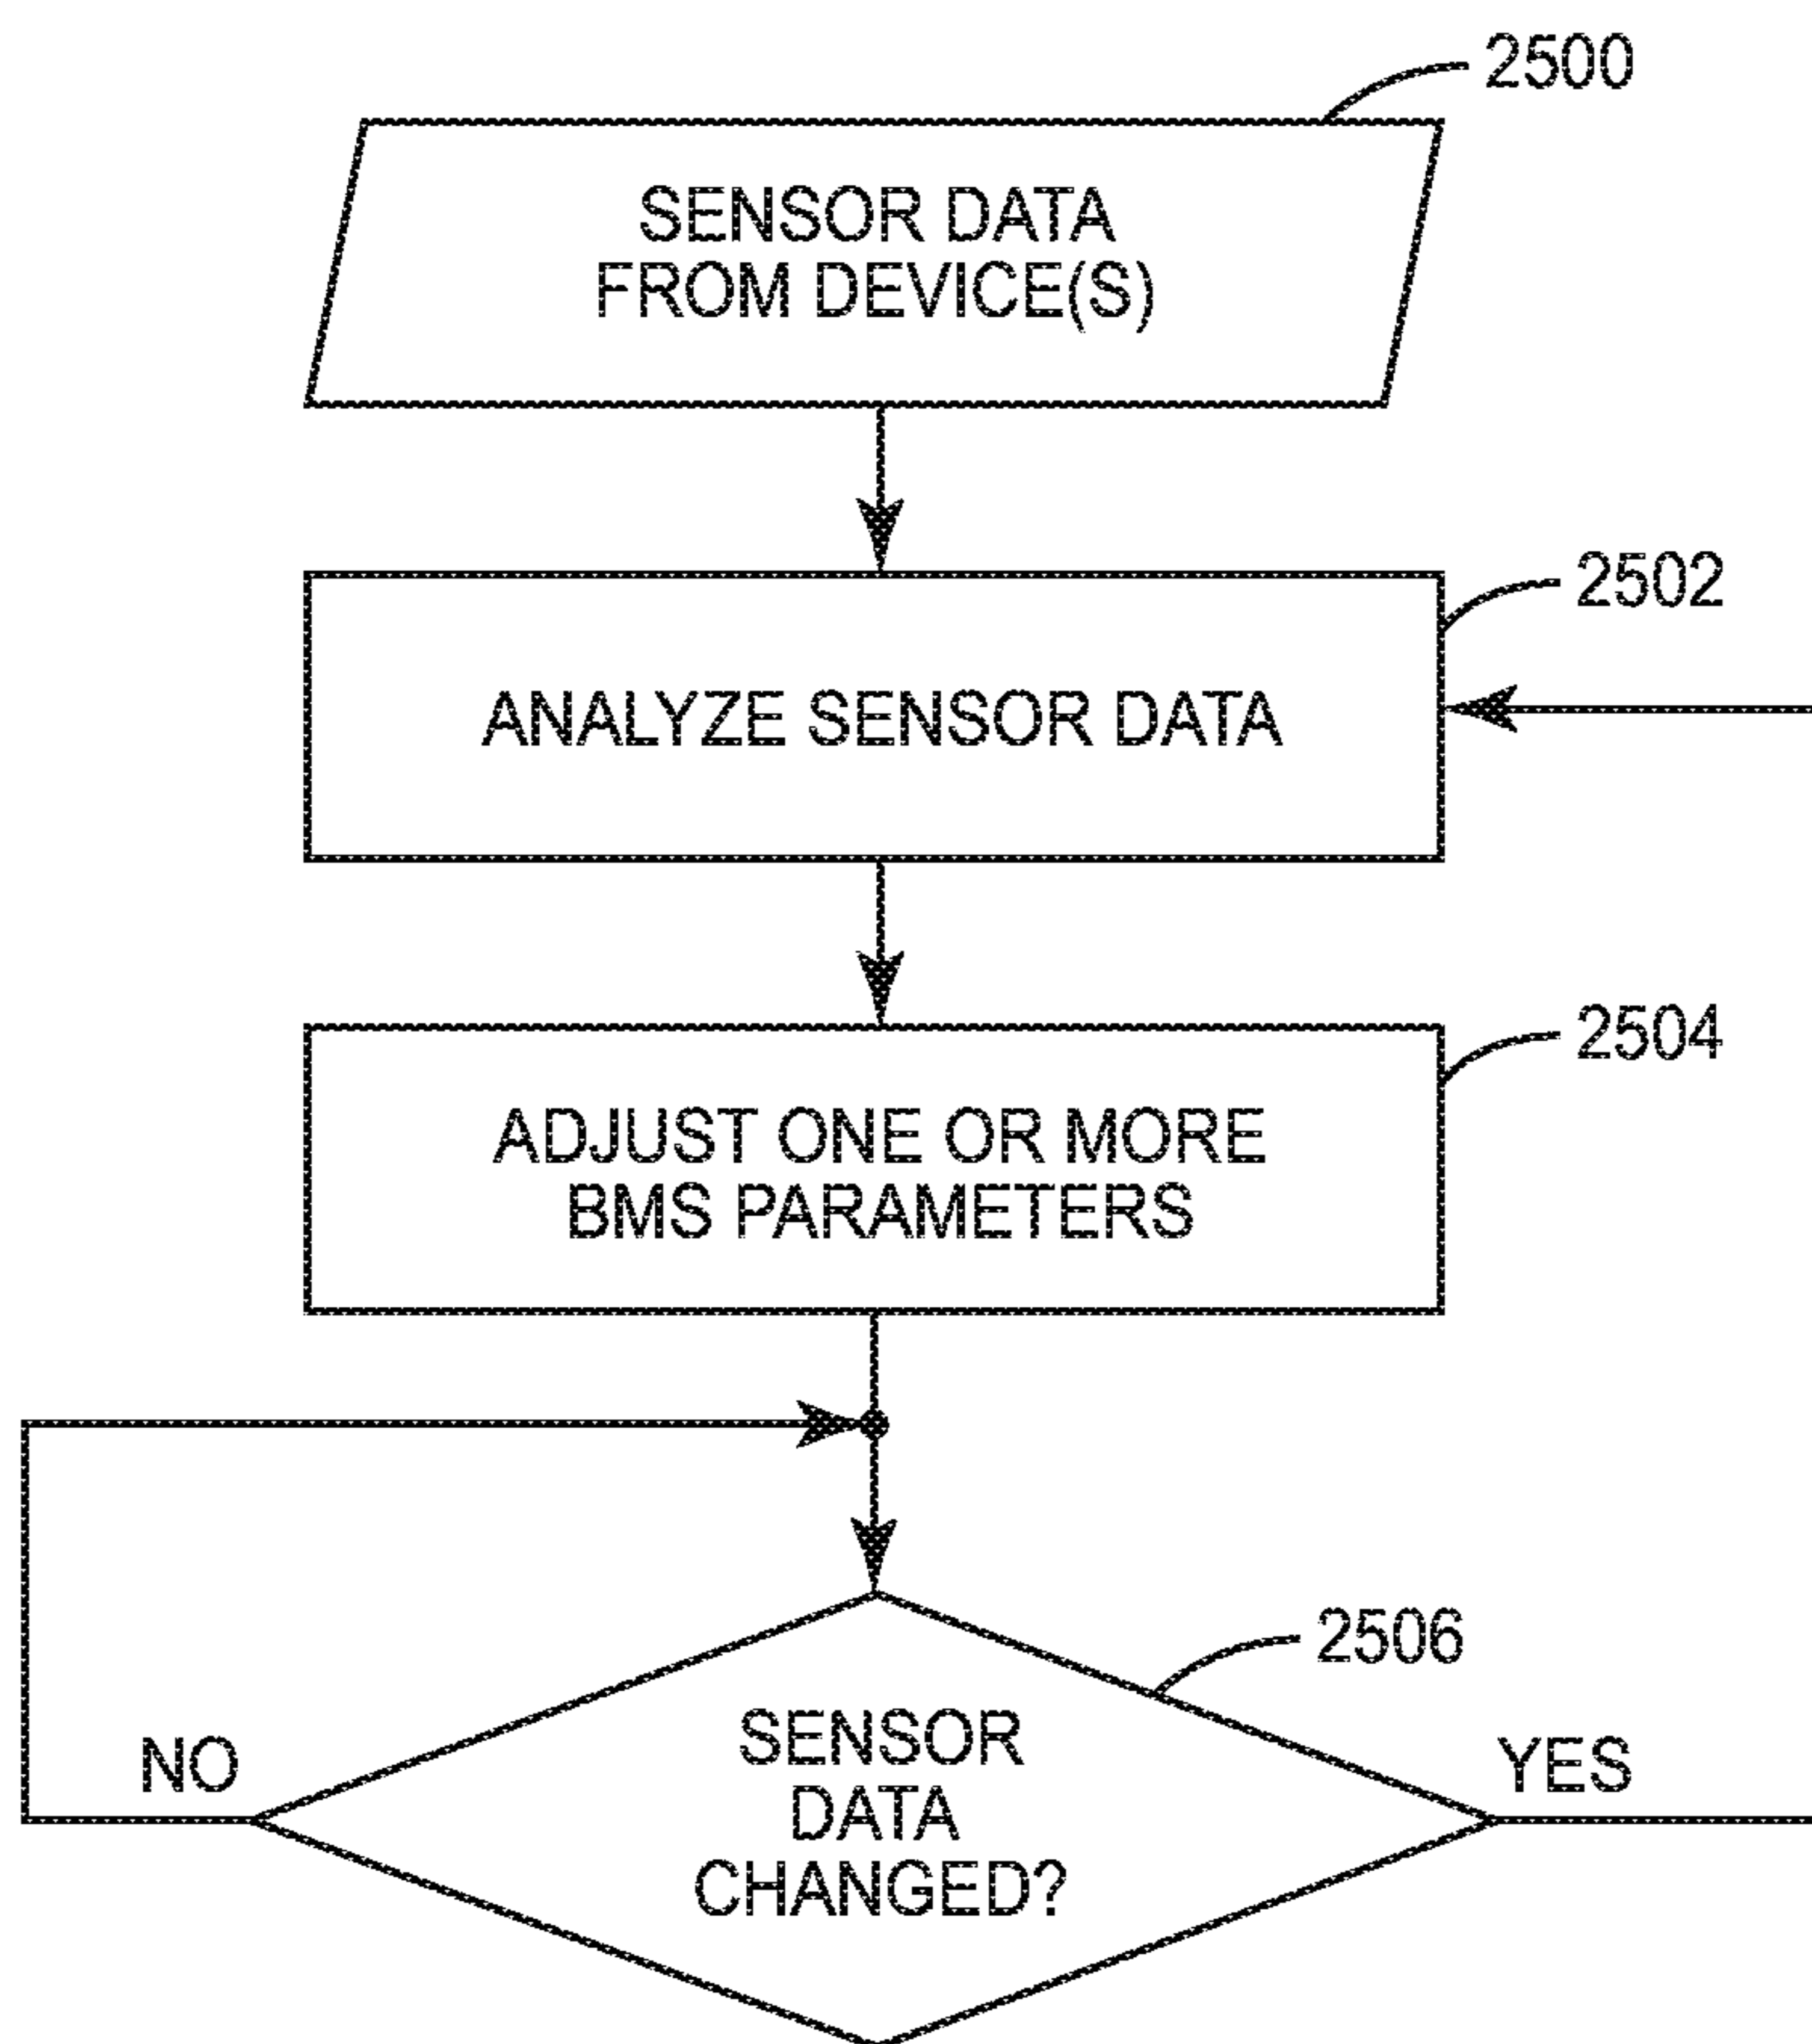 2500
SENSOR DATA
FROM DEVICE(S)
2502
ANALYZE SENSOR DATA
2504
ADJUST ONE OR MORE
BMS PARAMETERS
2506
NO
SENSOR
DATA
CHANGED?
YES